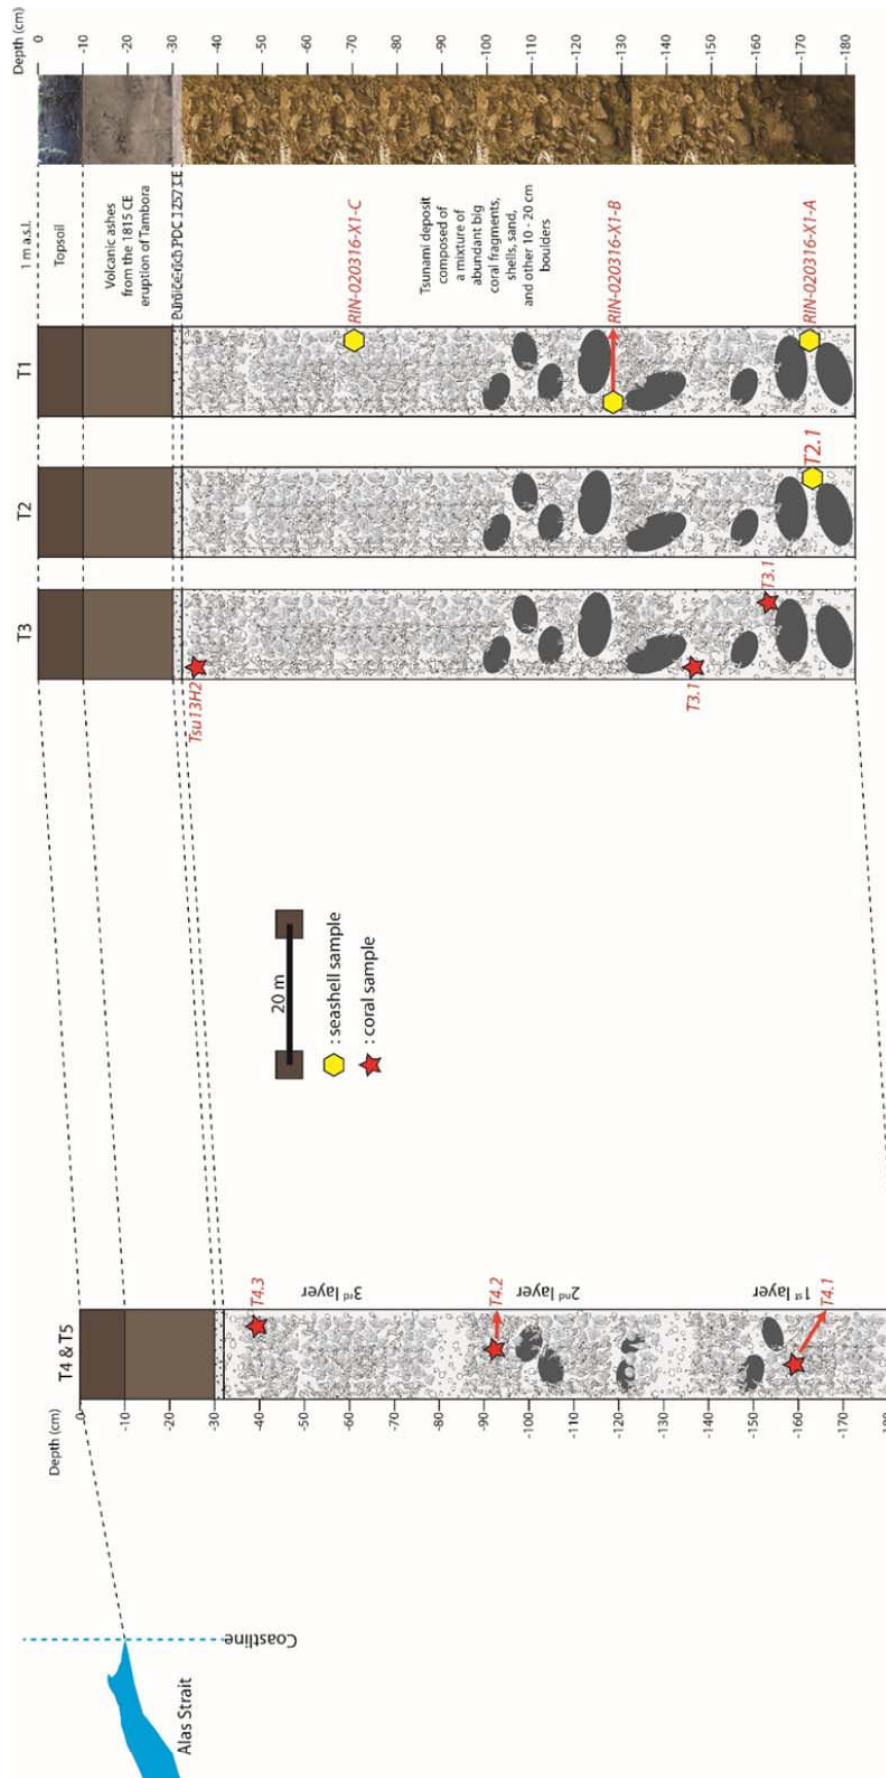 Depth (cm)
0
-10
-20
-30
-40
-50
-60
-70
-80
-90
-100
-110
-120
-130
-140
-150
-160
-170
-180
1 m a.s.l.
Topsoil
Volcanic ashes
from the 1815 CE
eruption of Tambora
Pumice-rich PDC 1257 CE
Tsunami deposit
composed of
a mixture of
abundant big
coral fragments,
shells, sand,
and other 10 - 20 cm
boulders
RIN-020316-X1-C
RIN-020316-X1-B
RIN-020316-X1-A
T1
T2
T2.1
T3
T3.1
Tsu13H2
T3.1
20 m
: seashell sample
: coral sample
T4 & T5
T4.3
3rd layer
T4.2
2nd layer
1st layer
T4.1
Depth (cm)
0
-10
-20
-30
-40
-50
-60
-70
-80
-90
-100
-110
-120
-130
-140
-150
-160
-170
-180
Coastline
Alas Strait